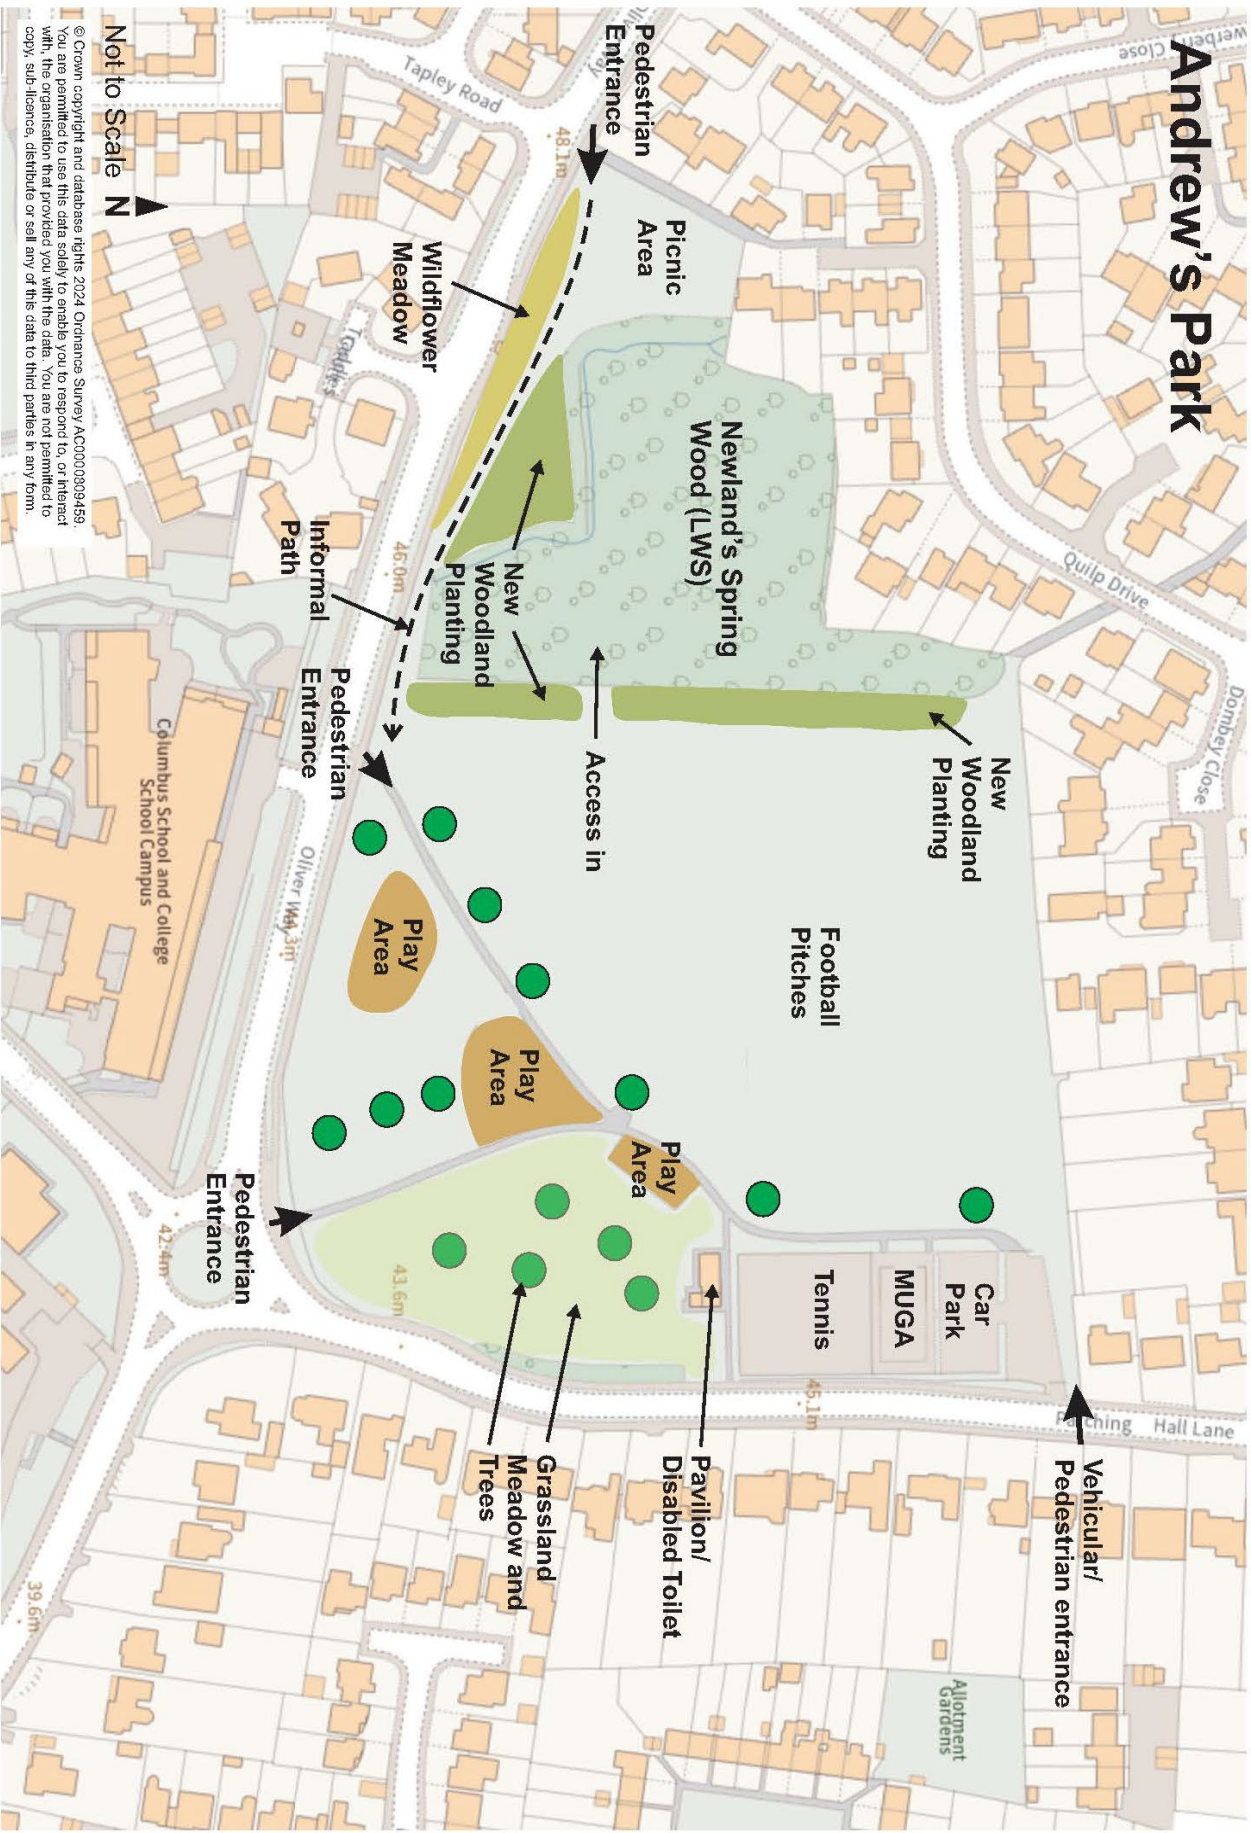 Andrew's Park
werberry Close
Pedestrian
Entrance
Tapley Road
48.1m
Picnic
Area
Wildflower
Meadow
Not to Scale N
© Crown copyright and database rights 2024 Ordnance Survey AC0000809459.
You are permitted to use this data solely to enable you to respond to, or interact
with, the organisation that provided you with the data. You are not permitted to
copy, sub-licence, distribute or sell any of this data to third parties in any form.
Newland's Spring
Wood (LWS)
Quilp Drive
Dombey Close
New
Woodland
Planting
46.0m
Informal
Path
Pedestrian
Entrance
Access in
New
Woodland
Planting
Football
Pitches
Columbus School and College
School Campus
Oliver Way
44.3m
Play
Area
Play
Area
Play
Area
Pedestrian
Entrance
42.4m
43.6m
Tennis
MUGA
Car
Park
45.1m
Patching Hall Lane
Vehicular/
Pedestrian entrance
Pavilion/
Disabled Toilet
Grassland
Meadow and
Trees
39.6m
Allotment
Gardens